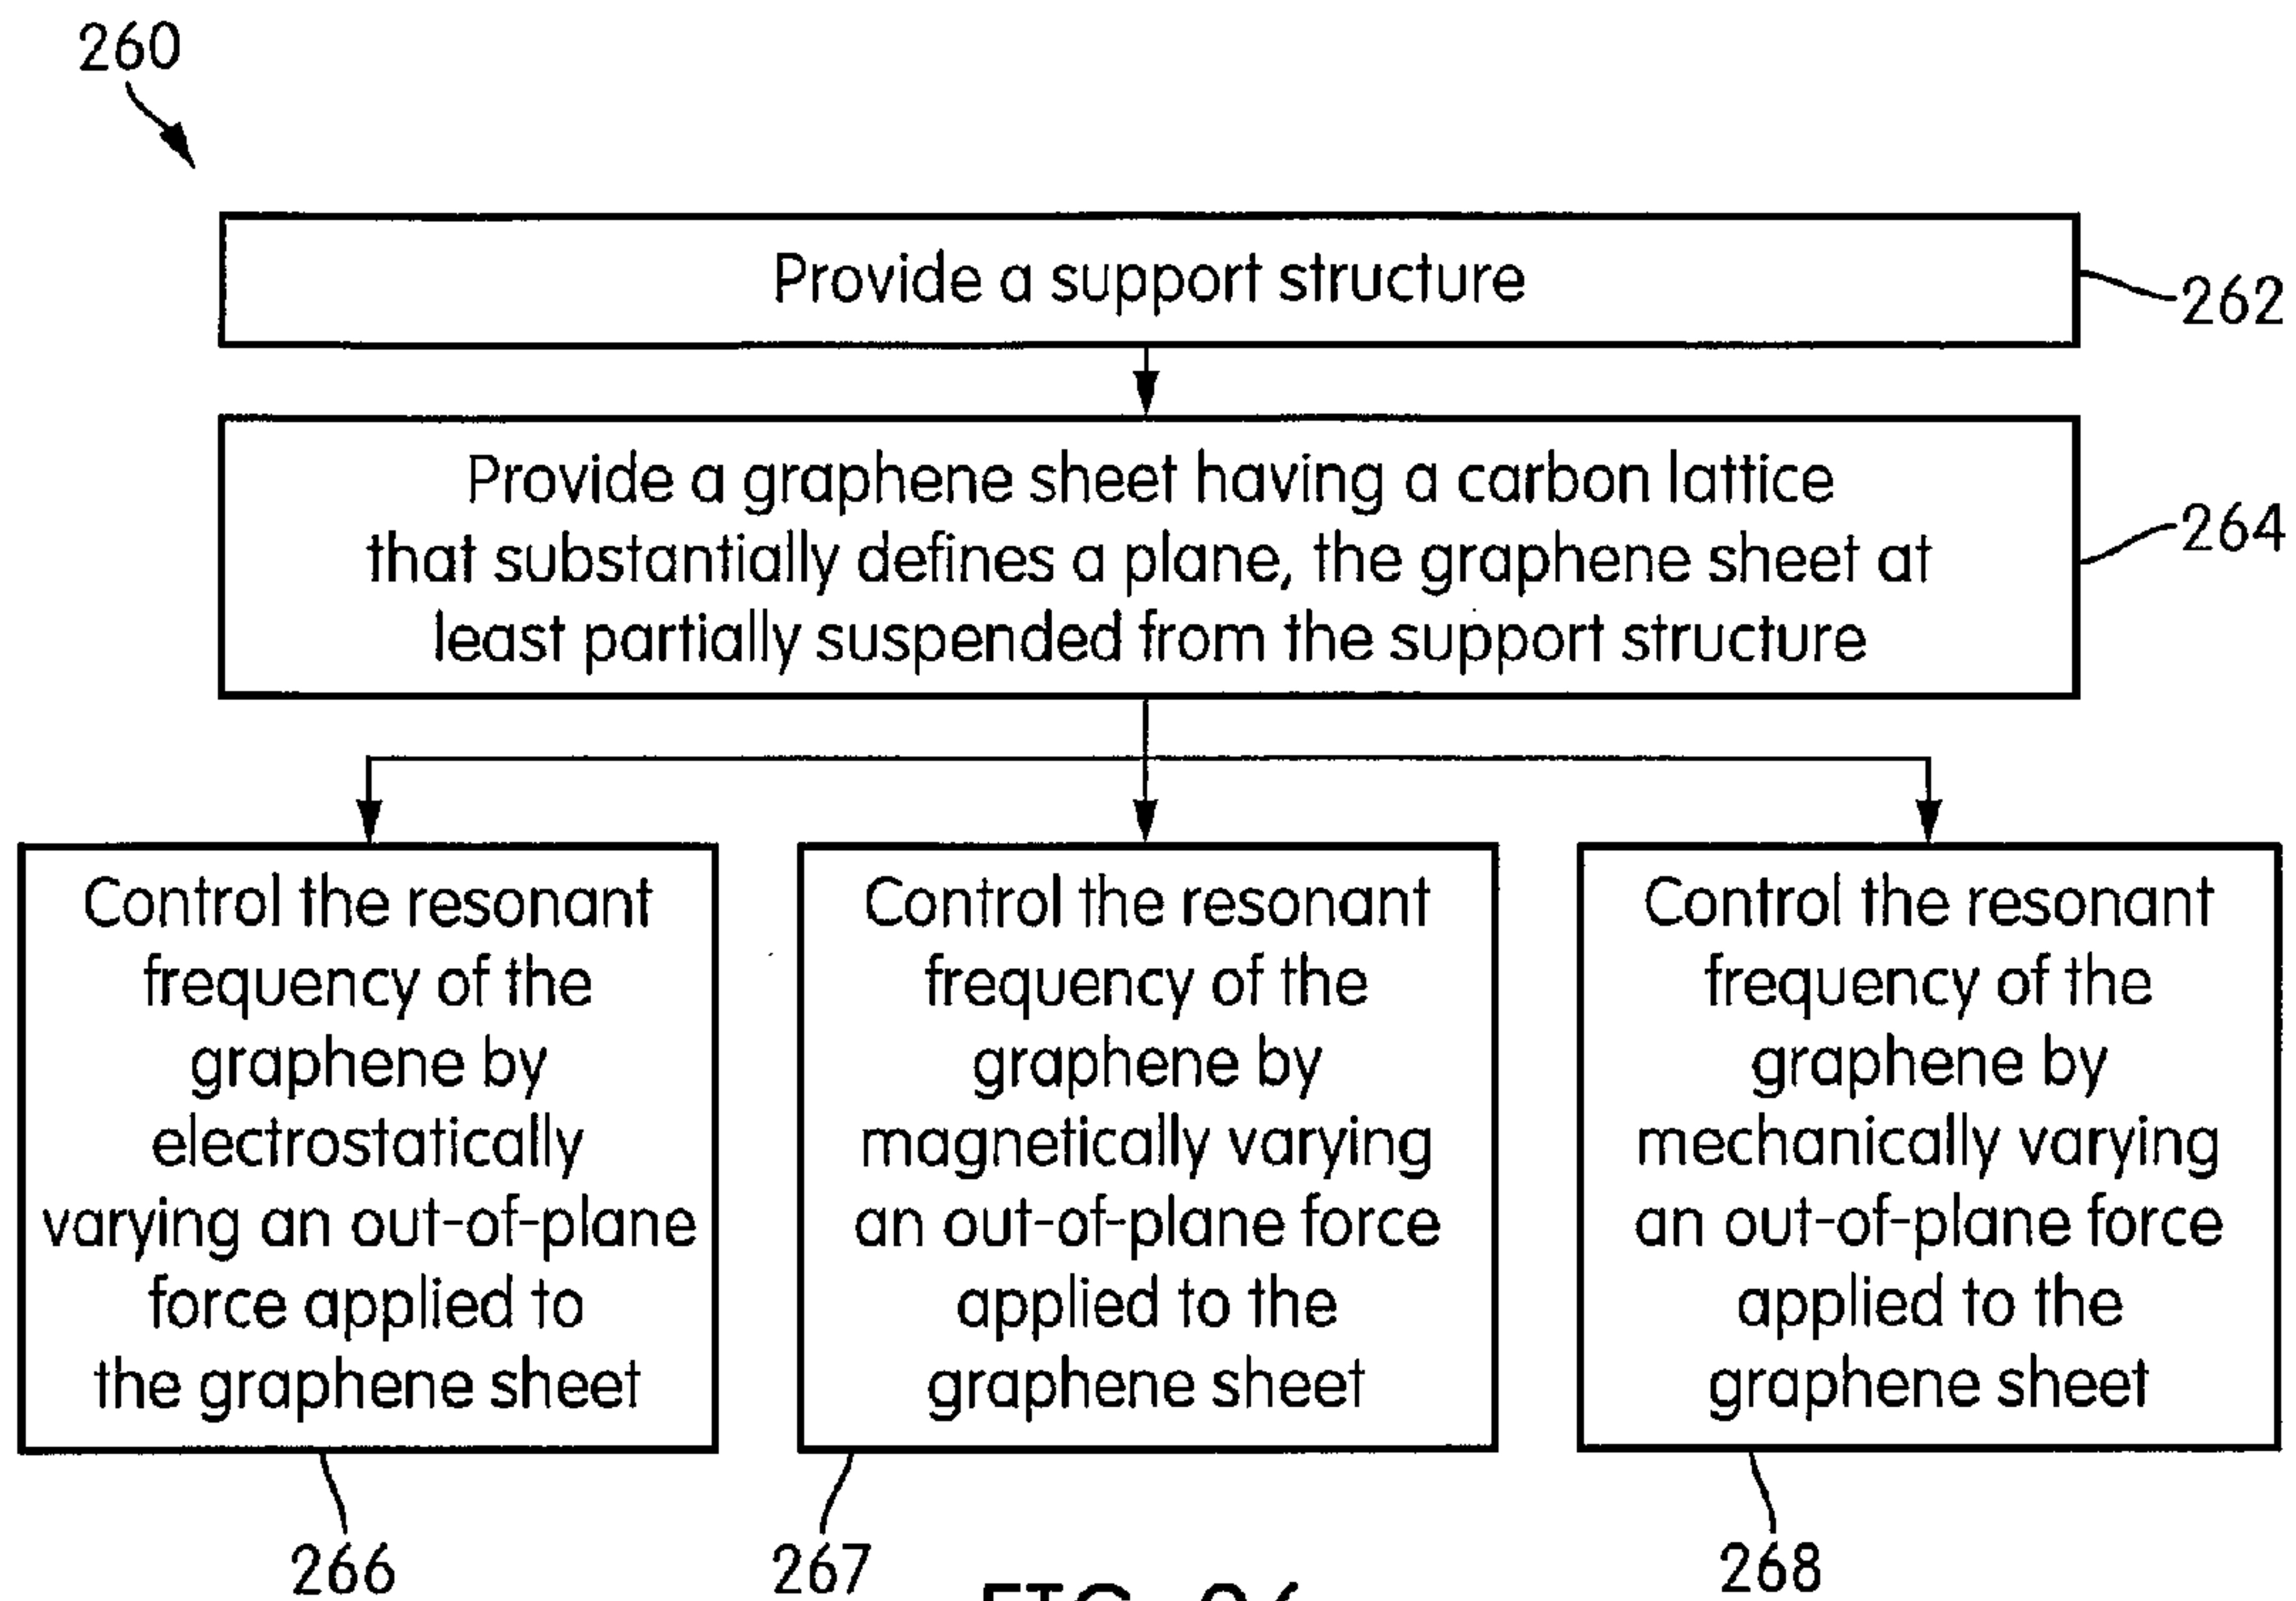 260
Provide a support structure
262
Provide a graphene sheet having a carbon lattice
that substantially defines a plane, the graphene sheet at
least partially suspended from the support structure
264
Control the resonant
frequency of the
graphene by
electrostatically
varying an out-of-plane
force applied to
the graphene sheet
Control the resonant
frequency of the
graphene by
magnetically varying
an out-of-plane force
applied to the
graphene sheet
Control the resonant
frequency of the
graphene by
mechanically varying
an out-of-plane force
applied to the
graphene sheet
266
267
268
FIG.